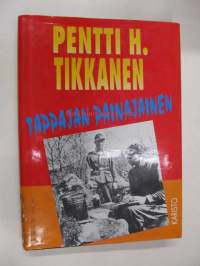 PENTTI H.
TIKKANEN
TAPPAJAN PAINAJAINEN
KARISTO